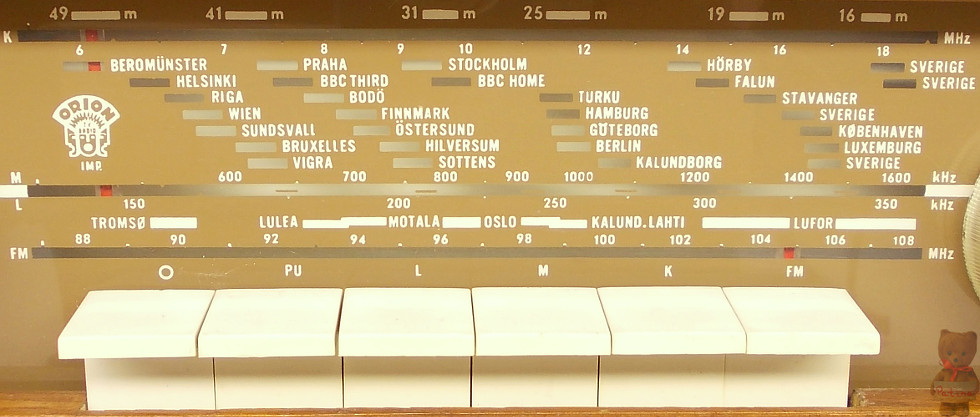 49 m 41 m 31 m 25 m 19 m 16 m
K MHz
6 7 8 9 10 12 14 16 18
BEROMÜNSTER PRAHA STOCKHOLM HÖRBY SVERIGE
HELSINKI BBC THIRD BBC HOME FALUN SVERIGE
RIGA BODÖ TURKU STAVANGER
WIEN FINNMARK HAMBURG SVERIGE
SUNDSVALL ÖSTERSUND GÖTEBORG KØBENHAVN
BRUXELLES HILVERSUM BERLIN LUXEMBURG
VIGRA SOTTENS KALUNDBORG SVERIGE
ORION
RADIO
IMP.
M 600 700 800 900 1000 1200 1400 1600 kHz
L 150 200 250 300 350 kHz
TROMSØ LULEA MOTALA OSLO KALUND. LAHTI LUFOR
88 90 92 94 96 98 100 102 104 106 108
FM MHz
O PU L M K FM